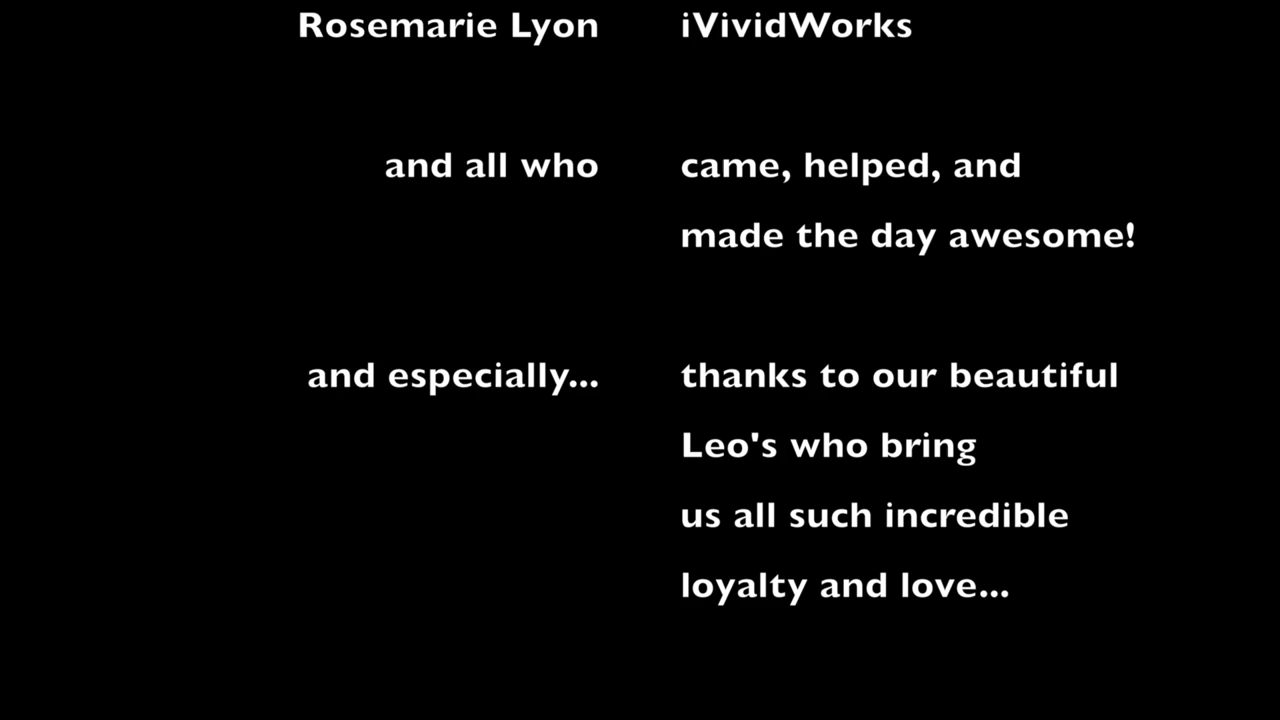 Rosemarie Lyon iVividWorks
and all who came, helped, and
made the day awesome!
and especially... thanks to our beautiful
Leo's who bring
us all such incredible
loyalty and love...